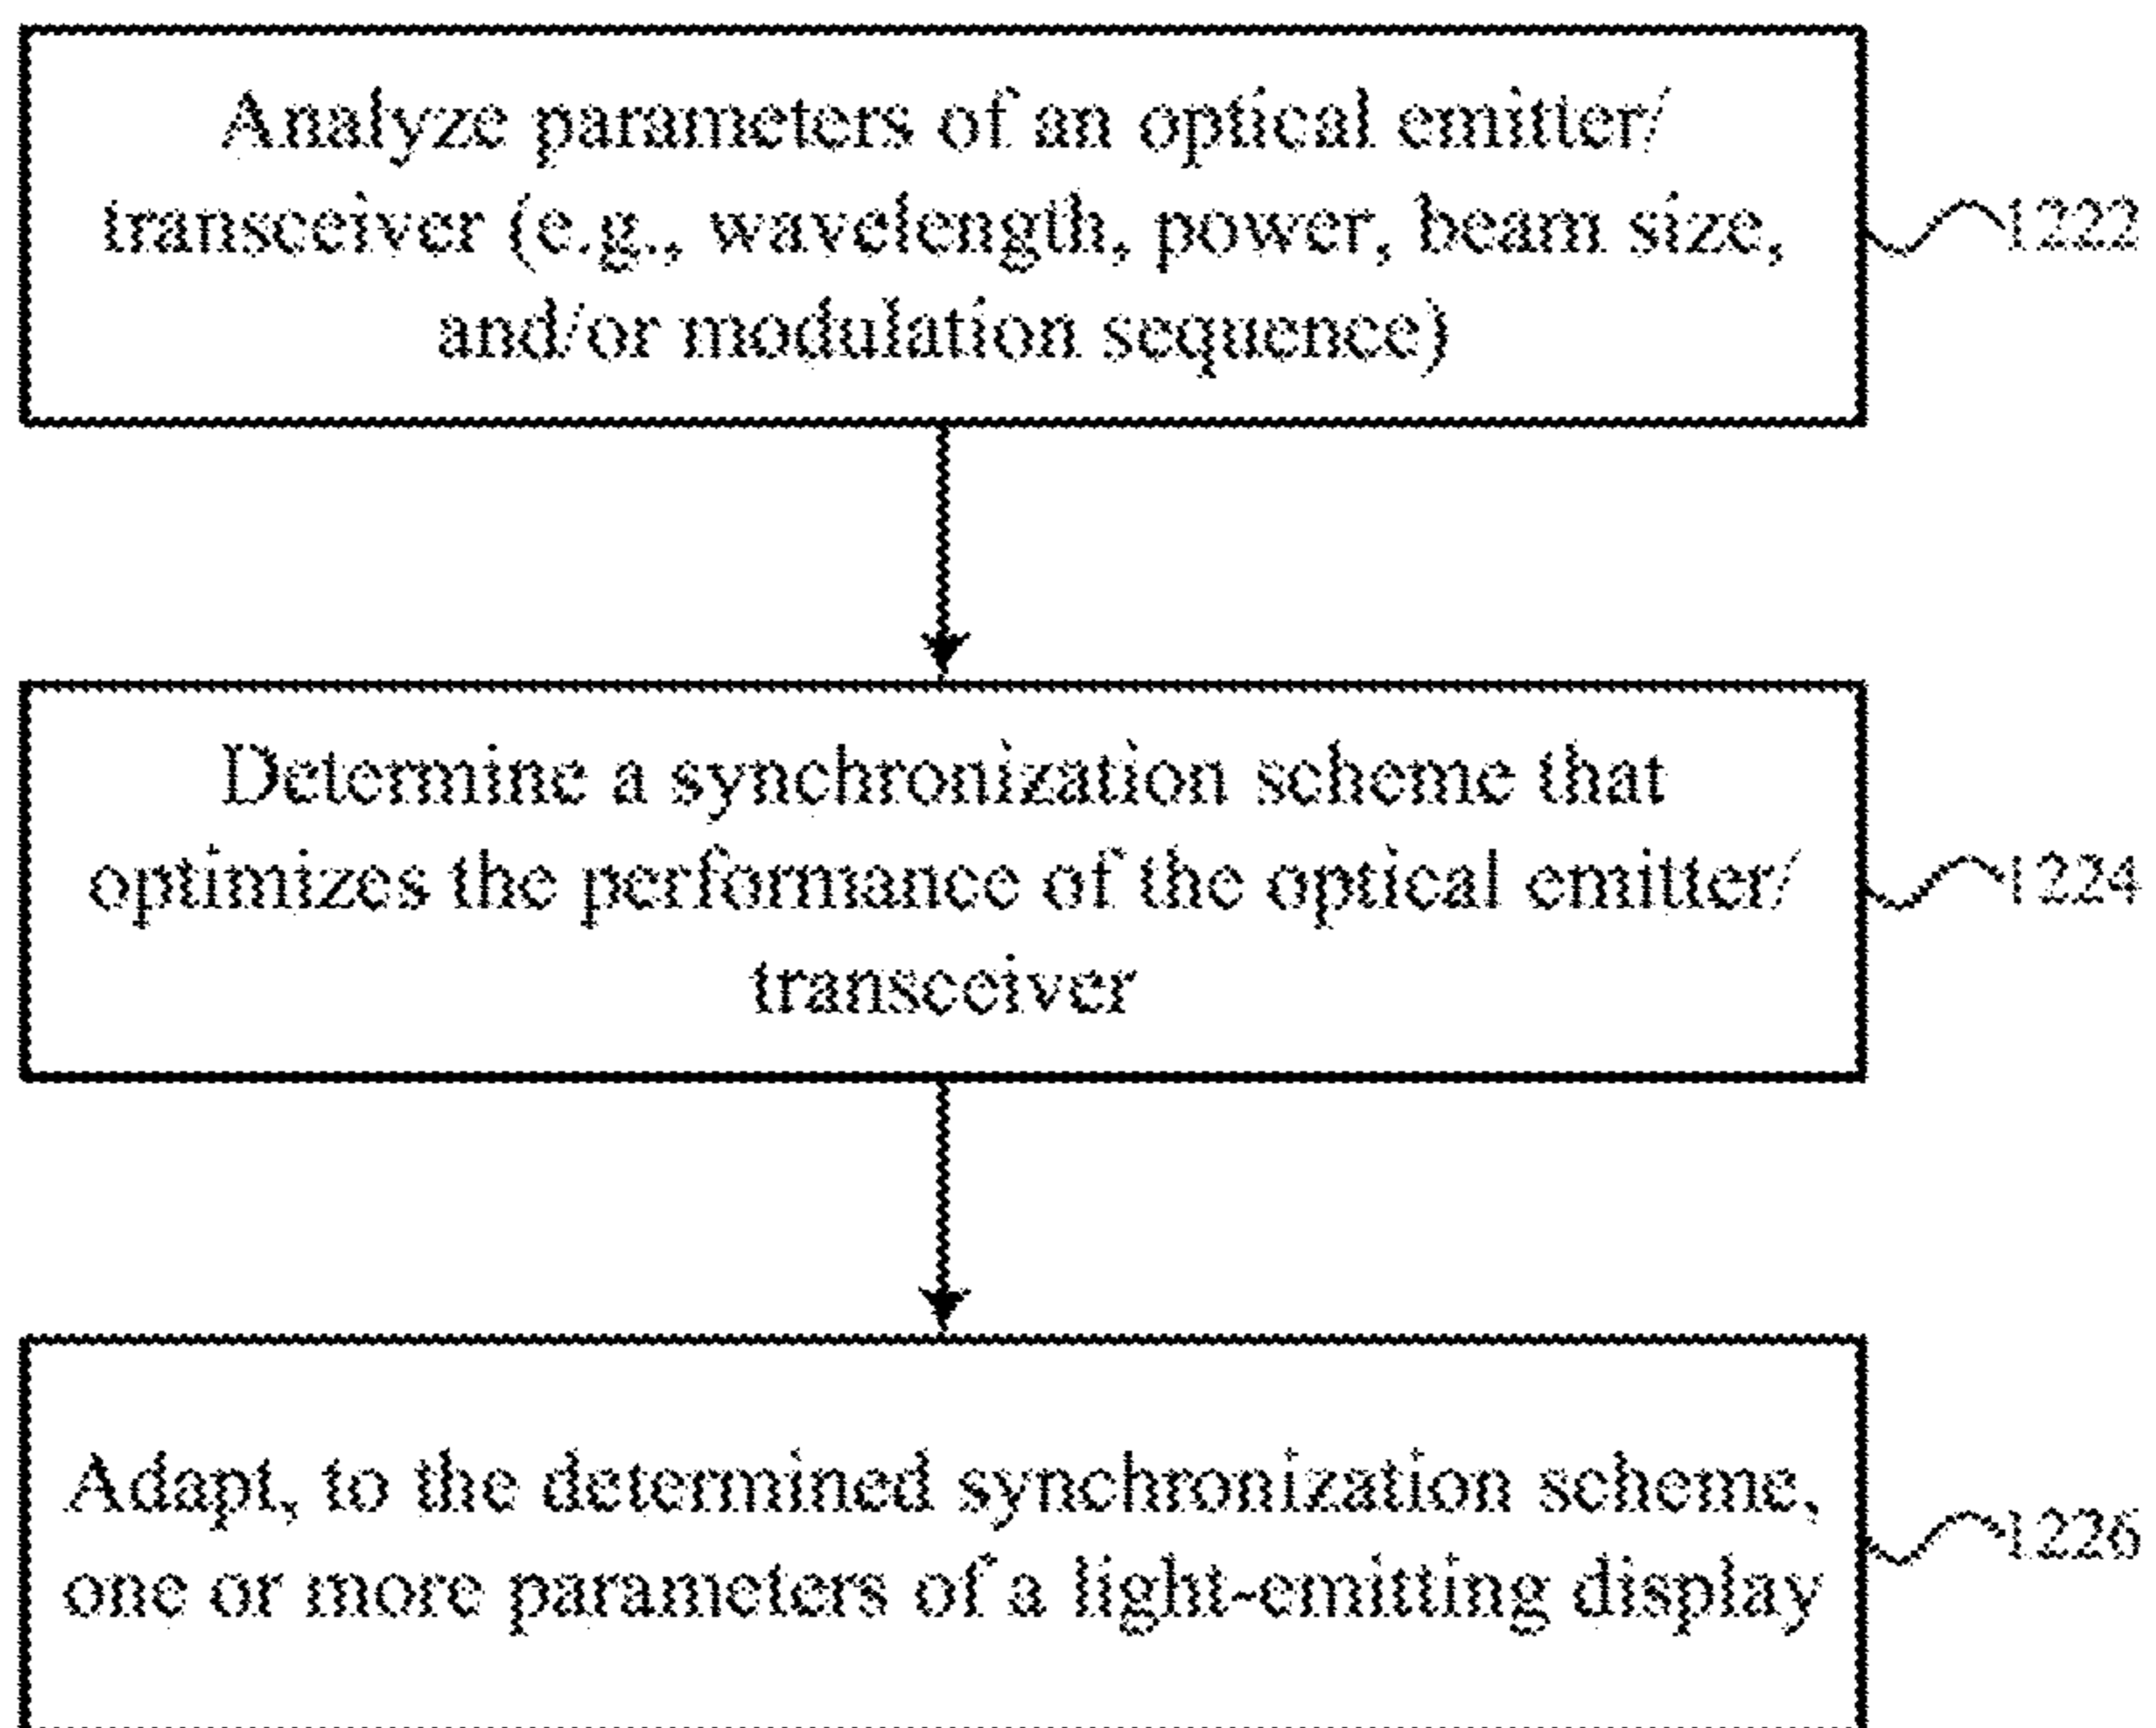 Analyze parameters of an optical emitter/
transceiver (e.g., wavelength, power, beam size,
and/or modulation sequence)
1222
Determine a synchronization scheme that
optimizes the performance of the optical emitter/
transceiver
1224
Adapt, to the determined synchronization scheme,
one or more parameters of a light-emitting display
1226